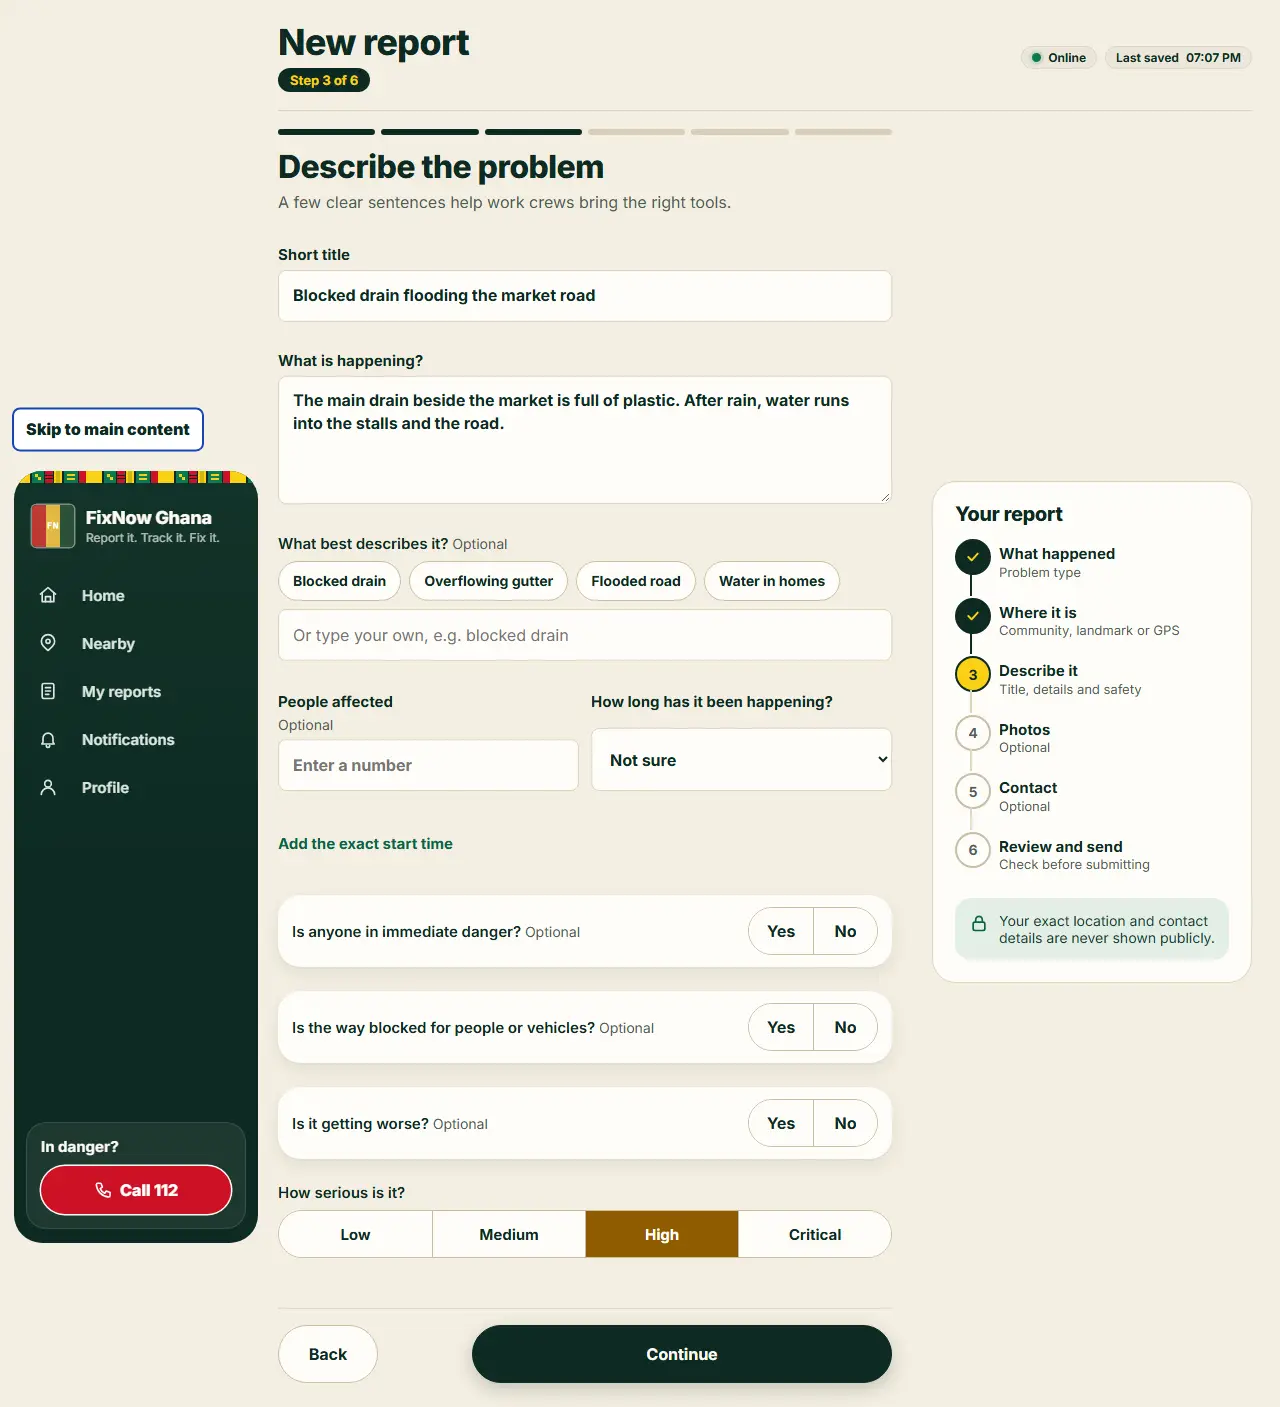 New report
Step 3 of 6
Online
Last saved 07:07 PM
Describe the problem
A few clear sentences help work crews bring the right tools.
Short title
Blocked drain flooding the market road
What is happening?
The main drain beside the market is full of plastic. After rain, water runs
into the stalls and the road.
What best describes it? Optional
Blocked drain
Overflowing gutter
Flooded road
Water in homes
Or type your own, e.g. blocked drain
People affected
Optional
Enter a number
How long has it been happening?
Not sure
Add the exact start time
Is anyone in immediate danger? Optional
Yes
No
Is the way blocked for people or vehicles? Optional
Yes
No
Is it getting worse? Optional
Yes
No
How serious is it?
Low
Medium
High
Critical
Back
Continue
Skip to main content
FN
FixNow Ghana
Report it. Track it. Fix it.
Home
Nearby
My reports
Notifications
Profile
In danger?
Call 112
Your report
What happened
Problem type
Where it is
Community, landmark or GPS
3
Describe it
Title, details and safety
4
Photos
Optional
5
Contact
Optional
6
Review and send
Check before submitting
Your exact location and contact
details are never shown publicly.